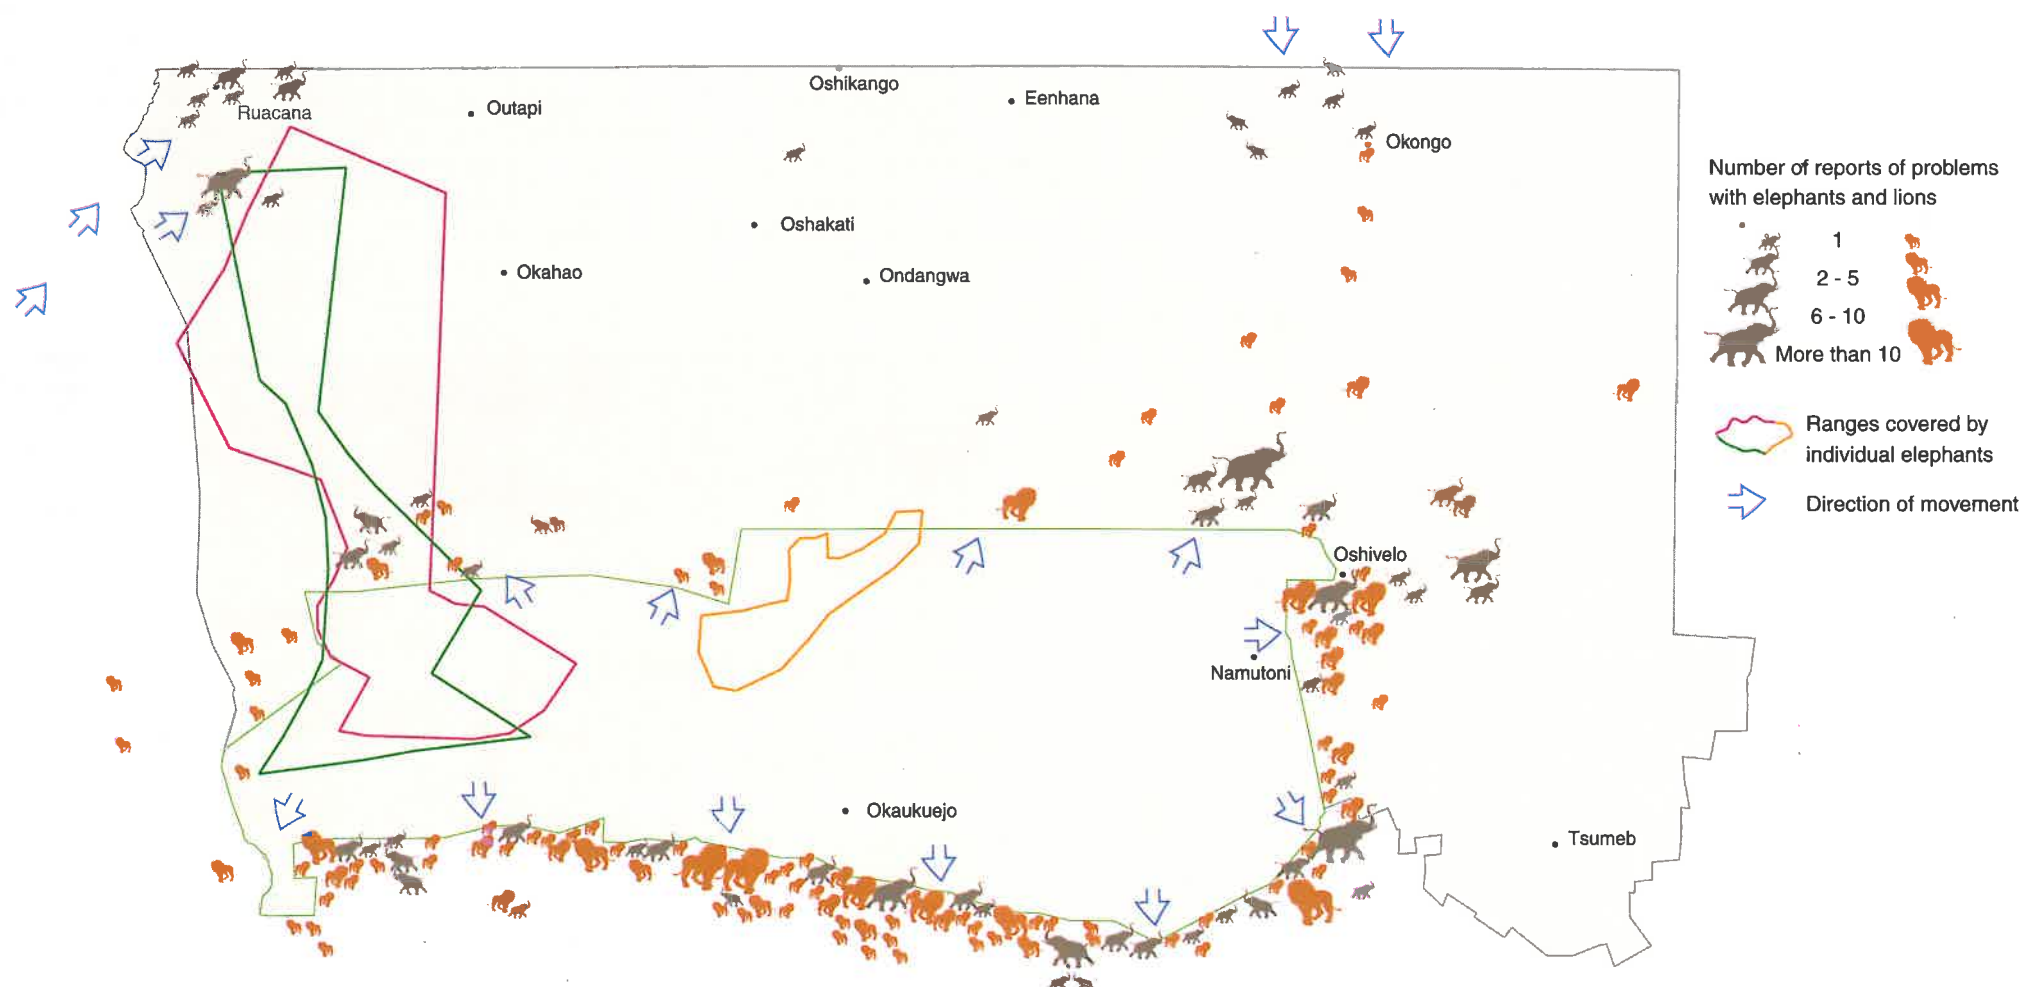 Oshikango
Eenhana
Outapi
Ruacana
Okongo
Oshakati
Okahao
Ondangwa
Oshivelo
Namutoni
Okaukuejo
Tsumeb
Number of reports of problems
with elephants and lions
1
2 - 5
6 - 10
More than 10
Ranges covered by
individual elephants
Direction of movement